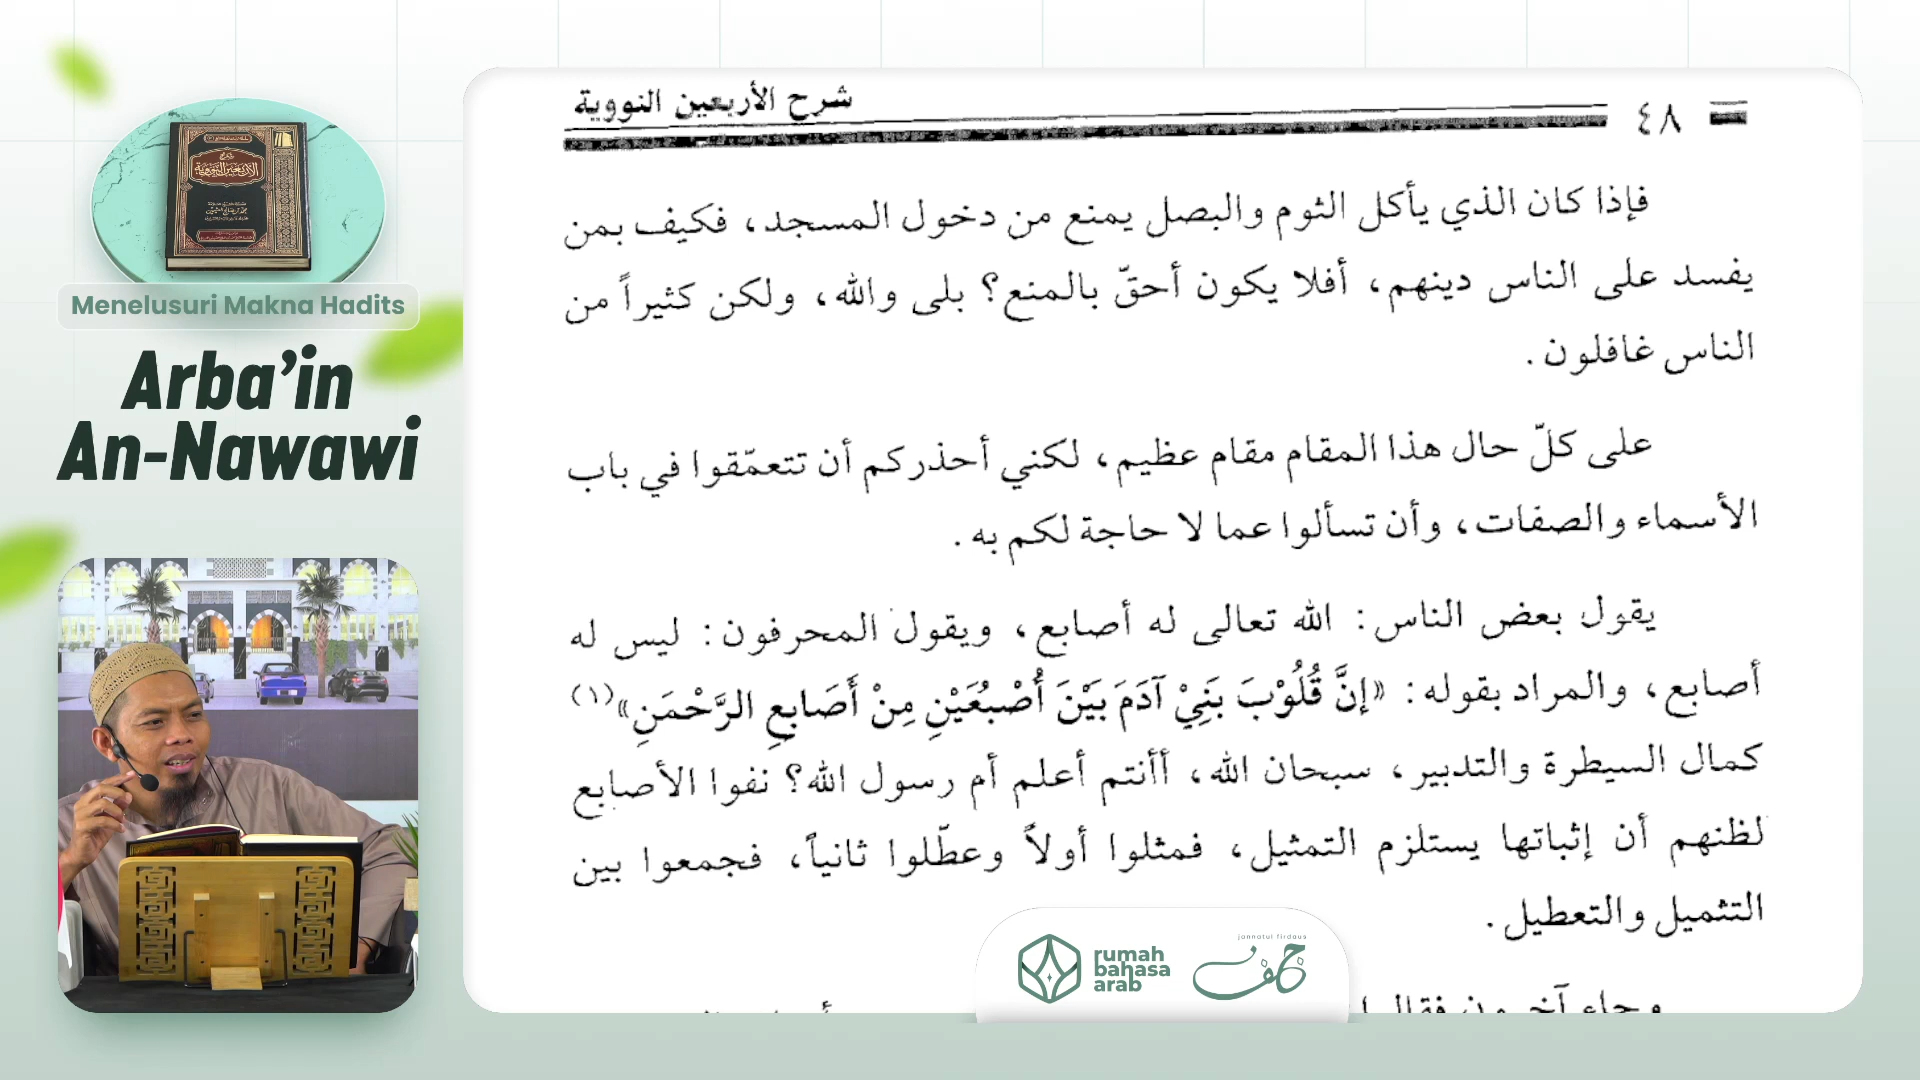 Menelusuri Makna Hadits
Arba’in
An-Nawawi
شرح الأربعين النووية
٤٨
فإذا كان الذي يأكل الثوم والبصل يمنع من دخول المسجد، فكيف بمن
يفسد على الناس دينهم، أفلا يكون أحقّ بالمنع؟ بلى والله، ولكن كثيراً من
الناس غافلون.
على كلّ حال هذا المقام مقام عظيم، لكني أحذركم أن تتعمّقوا في باب
الأسماء والصفات، وأن تسألوا عما لا حاجة لكم به.
يقول بعض الناس: الله تعالى له أصابع، ويقول المحرفون: ليس له
أصابع، والمراد بقوله: «إنَّ قُلُوْبَ بَنِيْ آدَمَ بَيْنَ أُصْبُعَيْنِ مِنْ أَصَابِعِ الرَّحْمَنِ»(١)
كمال السيطرة والتدبير، سبحان الله، أأنتم أعلم أم رسول الله؟ نفوا الأصابع
لظنهم أن إثباتها يستلزم التمثيل، فمثلوا أولاً وعطّلوا ثانياً، فجمعوا بين
التثميل والتعطيل.
rumah
bahasa
arab
jannatul firdaus